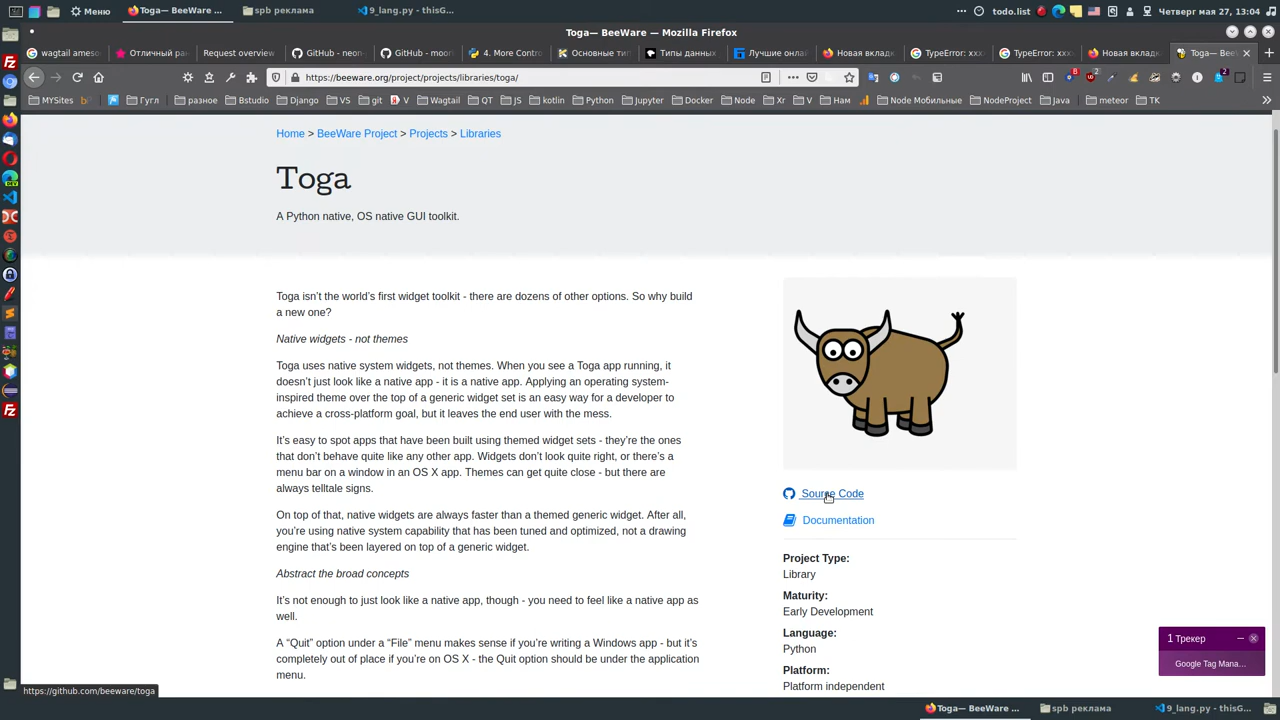 Меню
Toga— BeeWare ...
spb реклама
9_lang.py - thisG...
todo.list
Четверг мая 27, 13:04
Toga— BeeWare — Mozilla Firefox
wagtail ameso
Отличный ра
Request overview
GitHub - neon
GitHub - moor
4. More Contro
Основные тип
Типы данных
Лучшие онла
Новая вкладк
TypeError: xxx
TypeError: xxx
Новая вкладк
Toga— Bee
https://beeware.org/project/projects/libraries/toga/
MYSites
Гугл
разное
Bstudio
Django
VS
git
V
Wagtail
QT
JS
kotlin
Python
Jupyter
Docker
Node
Xr
V
Нам
Node Мобильные
NodeProject
Java
meteor
ТК
Home > BeeWare Project > Projects > Libraries
Toga
A Python native, OS native GUI toolkit.
Toga isn’t the world’s first widget toolkit - there are dozens of other options. So why build
a new one?
Native widgets - not themes
Toga uses native system widgets, not themes. When you see a Toga app running, it
doesn’t just look like a native app - it is a native app. Applying an operating system-
inspired theme over the top of a generic widget set is an easy way for a developer to
achieve a cross-platform goal, but it leaves the end user with the mess.
It’s easy to spot apps that have been built using themed widget sets - they’re the ones
that don’t behave quite like any other app. Widgets don’t look quite right, or there’s a
menu bar on a window in an OS X app. Themes can get quite close - but there are
always telltale signs.
On top of that, native widgets are always faster than a themed generic widget. After all,
you’re using native system capability that has been tuned and optimized, not a drawing
engine that’s been layered on top of a generic widget.
Abstract the broad concepts
It’s not enough to just look like a native app, though - you need to feel like a native app as
well.
A “Quit” option under a “File” menu makes sense if you’re writing a Windows app - but it’s
completely out of place if you’re on OS X - the Quit option should be under the application
menu.
Source Code
Documentation
Project Type:
Library
Maturity:
Early Development
Language:
Python
Platform:
Platform independent
1 Трекер
Google Tag Mana...
https://github.com/beeware/toga
Toga— BeeWare ...
spb реклама
9_lang.py - thisG...